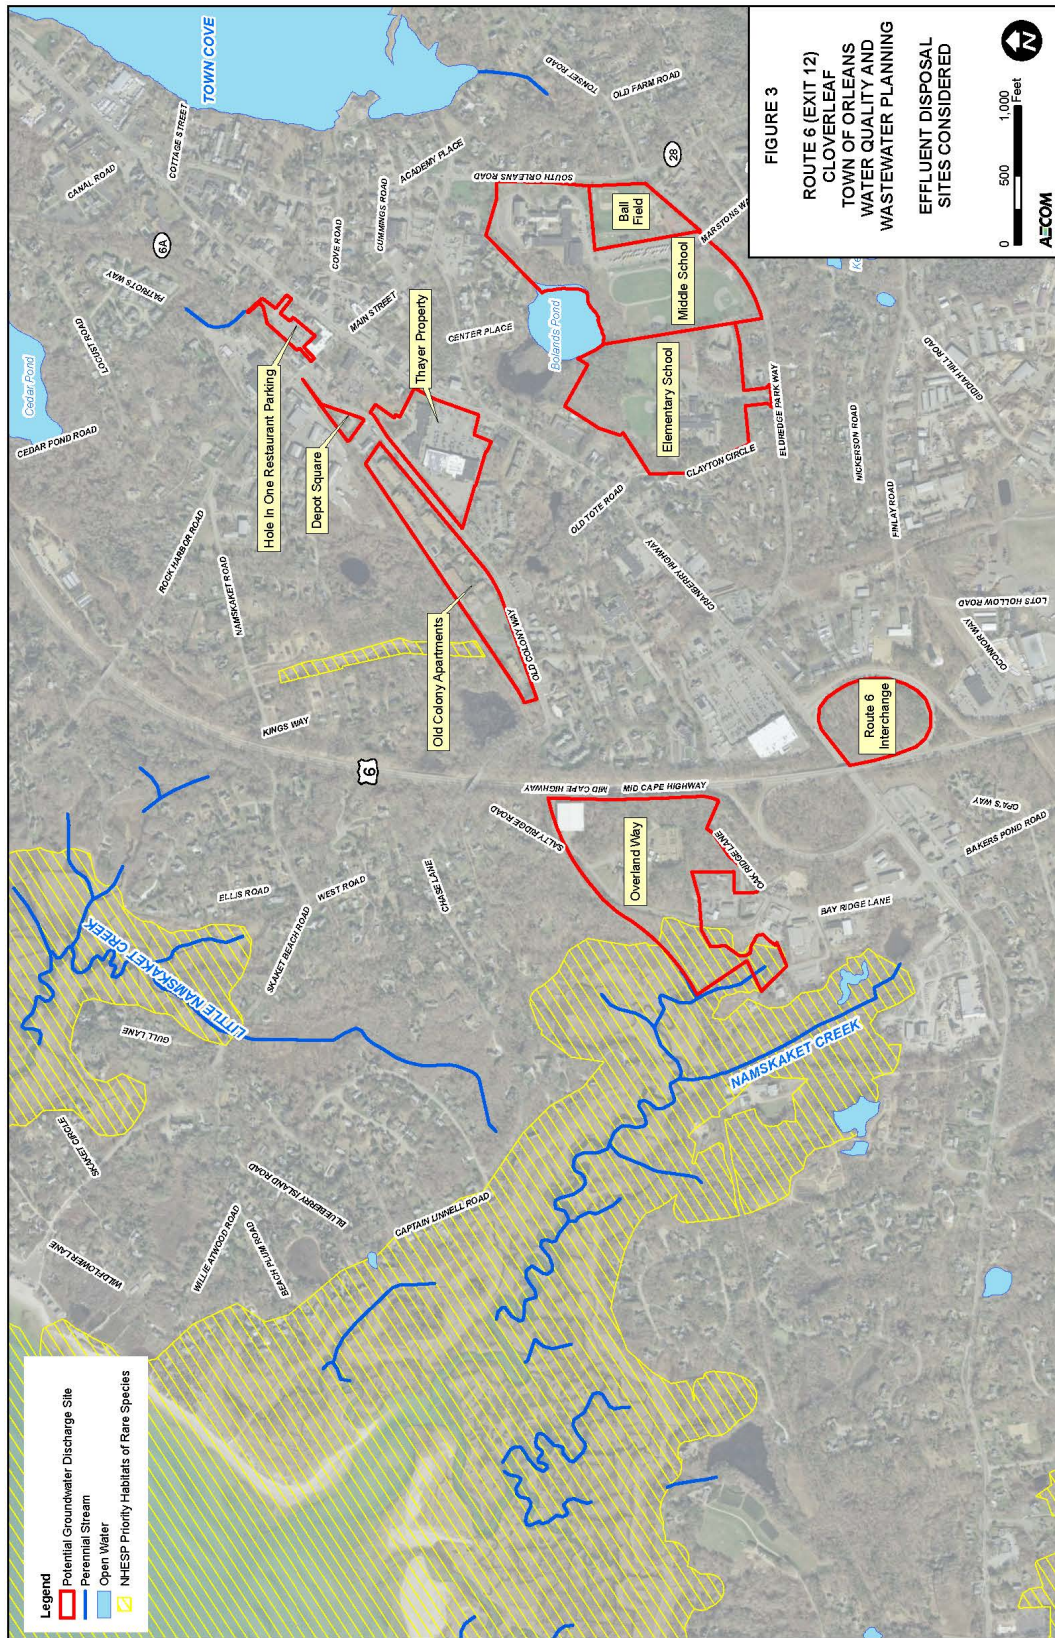 Legend
Potential Groundwater Discharge Site
Perennial Stream
Open Water
NHESP Priority Habitats of Rare Species
WILDFLOWER LANE
SKAKET CIRCLE
GULL LANE
LITTLE NAMSKAKET CREEK
ELLIS ROAD
WEST ROAD
SKAKET BEACH ROAD
CHASE LANE
WILLIE ATWOOD ROAD
BEACH PLUM ROAD
BLUEBERRY ISLAND ROAD
CAPTAIN LINNELL ROAD
NAMSKAKET CREEK
Cedar Pond
CEDAR POND ROAD
LOCUST ROAD
PATRIOTS WAY
6A
CANAL ROAD
COTTAGE STREET
TOWN COVE
ROCK HARBOR ROAD
NAMSKAKET ROAD
KINGS WAY
6
Hole In One Restaurant Parking
Depot Square
Thayer Property
Old Colony Apartments
OLD COLONY WAY
COVE ROAD
CUMMINGS ROAD
MAIN STREET
ACADEMY PLACE
CENTER PLACE
TONSET ROAD
OLD FARM ROAD
SOUTH ORLEANS ROAD
28
Bolands Pond
Ball
Field
Middle School
MARSTONS WA
Elementary School
CLAYTON CIRCLE
ELDREDGE PARK WAY
OLD TOTE ROAD
CRANBERRY HIGHWAY
NICKERSON ROAD
FINLAY ROAD
GIDDIAH HILL ROAD
Ke
LOTS HOLLOW ROAD
OCONNOR WAY
Route 6
Interchange
MID CAPE HIGHWAY
MID CAPE HIGHWAY
SALTY RIDGE ROAD
Overland Way
OAK RIDGE LANE
BAY RIDGE LANE
OPA'S WAY
BAKERS POND ROAD
FIGURE 3
ROUTE 6 (EXIT 12)
CLOVERLEAF
TOWN OF ORLEANS
WATER QUALITY AND
WASTEWATER PLANNING
EFFLUENT DISPOSAL
SITES CONSIDERED
N
0 500 1,000
Feet
AECOM